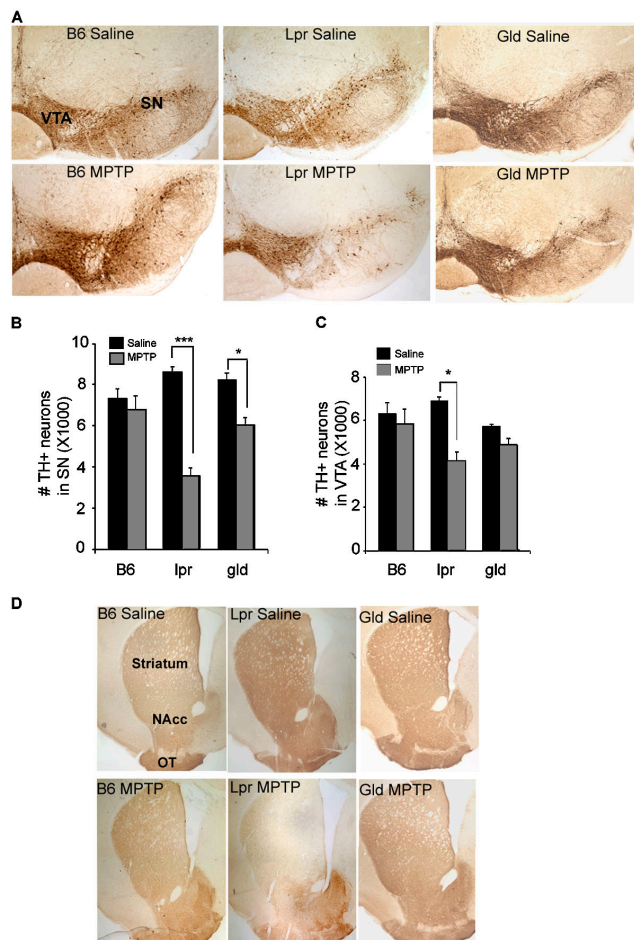 A
B6 Saline
Lpr Saline
Gld Saline
VTA
SN
B6 MPTP
Lpr MPTP
Gld MPTP
B
Saline
MPTP
***
*
# TH+ neurons
in SN (X1000)
10
8
6
4
2
0
B6
lpr
gld
C
Saline
MPTP
*
# TH+ neurons
in VTA (X1000)
8
6
4
2
0
B6
lpr
gld
D
B6 Saline
Lpr Saline
Gld Saline
Striatum
NAcc
OT
B6 MPTP
Lpr MPTP
Gld MPTP